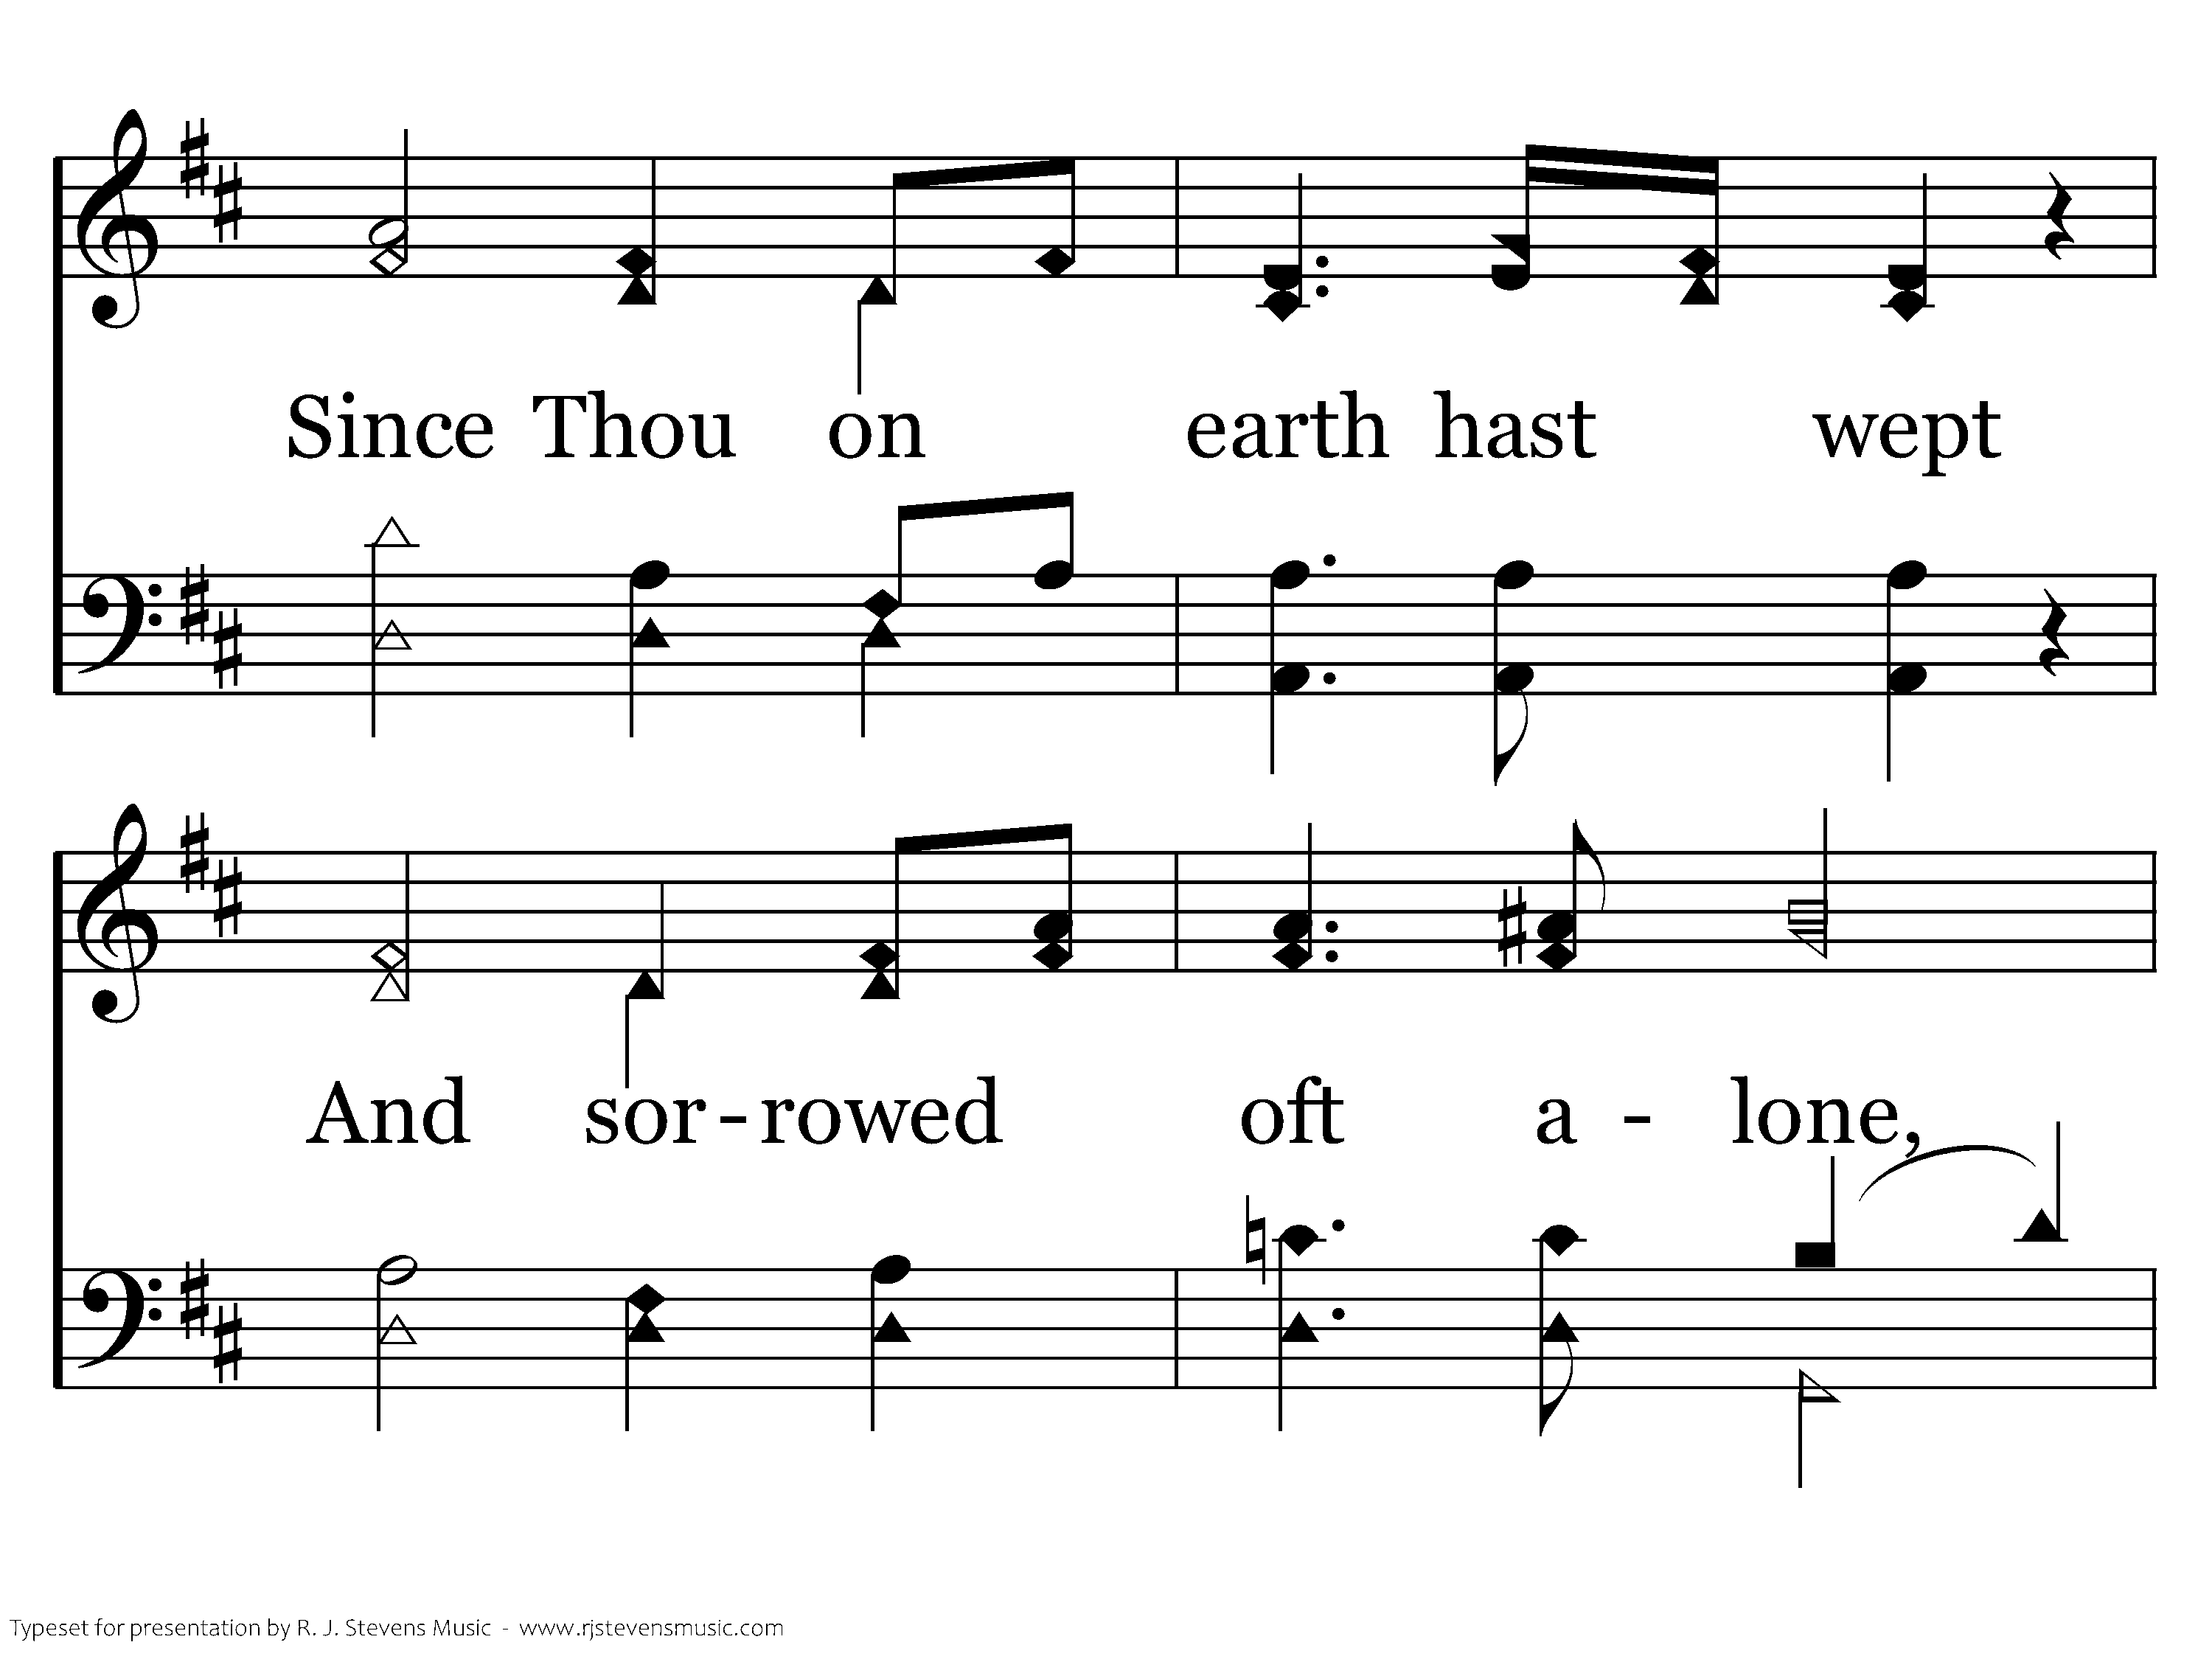 Since Thou on earth hast wept
And sor-rowed oft a - lone,
Typeset for presentation by R. J. Stevens Music - www.rjstevensmusic.com